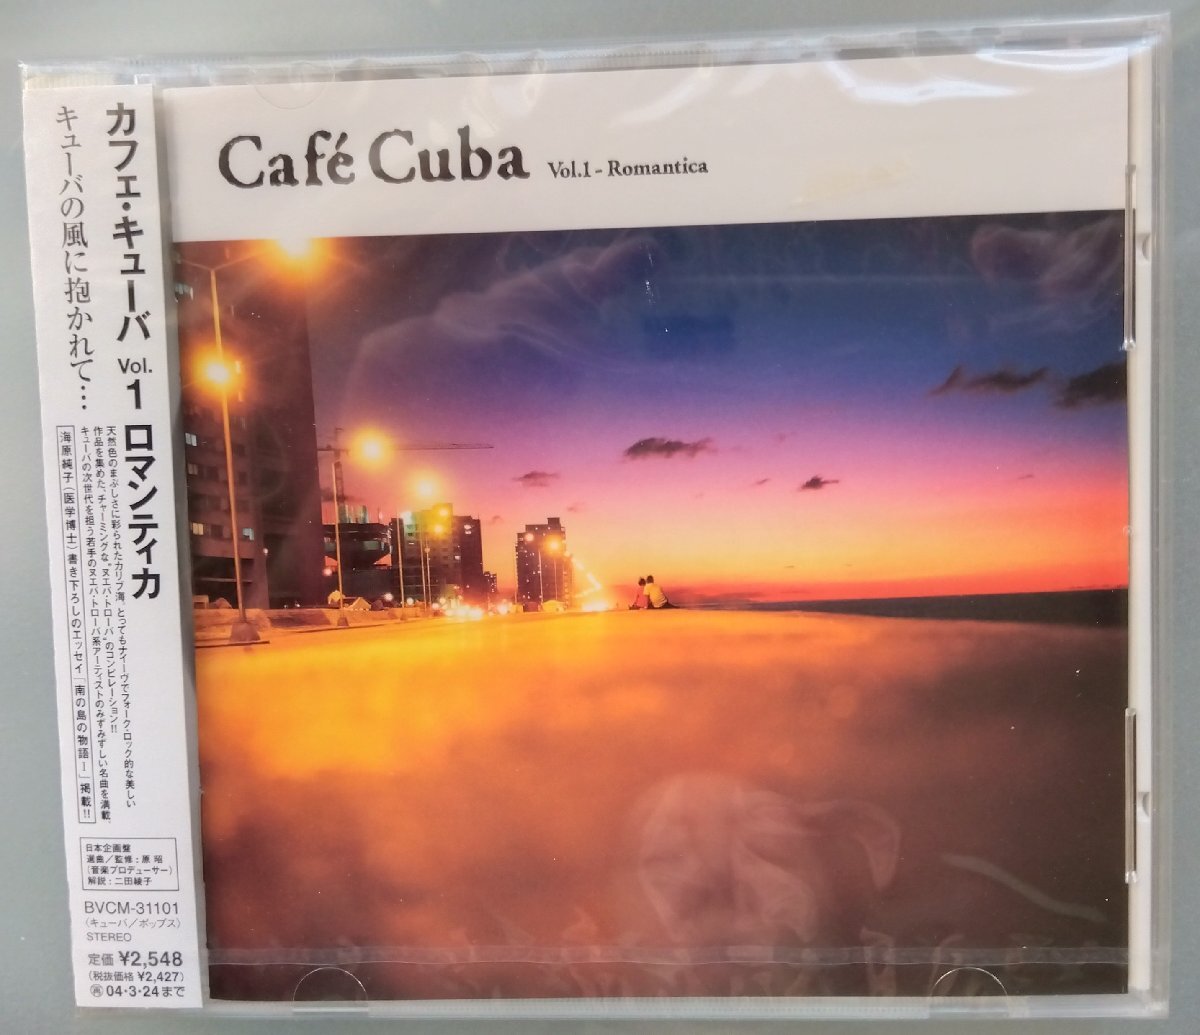 カフェ・キューバ Vol.1 ロマンティカ
キューバの風に抱かれて…
天然色のまぶしさに彩られたカリブ海、とってもナイーヴでフォーク・ロック的な美しい
作品を集めた、チャーミングな"ヌエバ・トローバ"のコンピレーション!!
キューバの次世代を担う若手のヌエバ・トローバ系アーティストのみずみずしい名曲を満載、
海原純子(医学博士)書き下ろしのエッセイ「南の島の物語Ⅰ」掲載!!
日本企画盤
選曲/監修:原 昭
(音楽プロデューサー)
解説:二田綾子
BVCM-31101
(キューバ/ポップス)
STEREO
定価 ¥2,548
(税抜価格 ¥2,427)
再 04・3・24まで
Café Cuba Vol.1 - Romantica